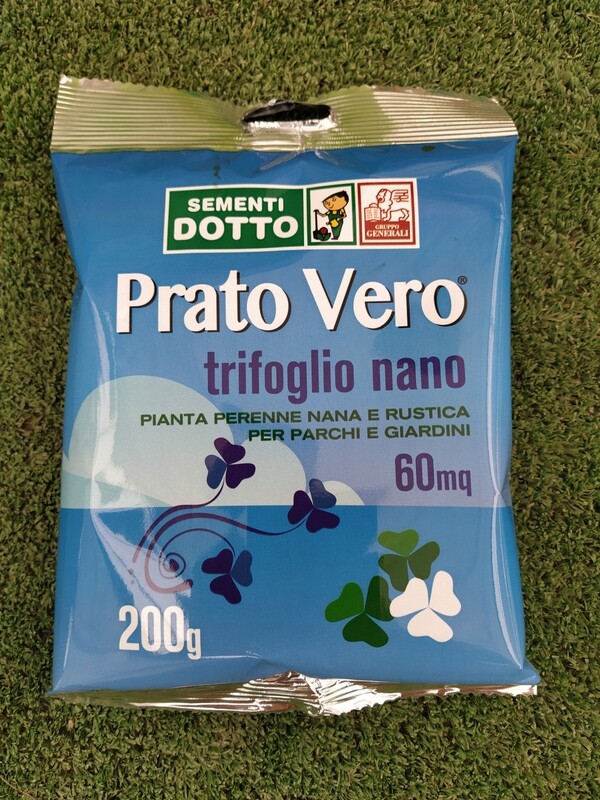 SEMENTI
DOTTO
GRUPPO
GENERALI
Prato Vero®
trifoglio nano
PIANTA PERENNE NANA E RUSTICA
PER PARCHI E GIARDINI
60mq
200g